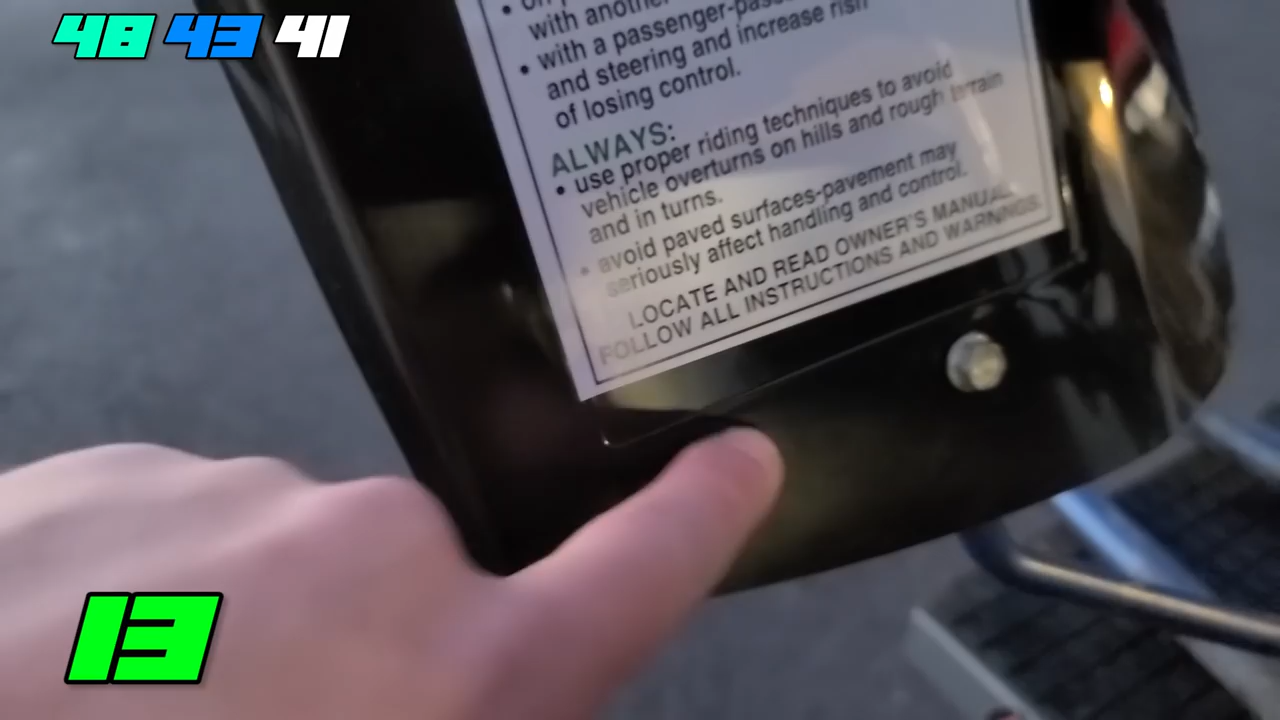 48 43 41
with another
• with a passenger-pass
and steering and increase risk
of losing control.
ALWAYS:
• use proper riding techniques to avoid
vehicle overturns on hills and rough terrain
and in turns.
• avoid paved surfaces-pavement may
seriously affect handling and control.
LOCATE AND READ OWNER'S MANUAL.
FOLLOW ALL INSTRUCTIONS AND WARNINGS.
13